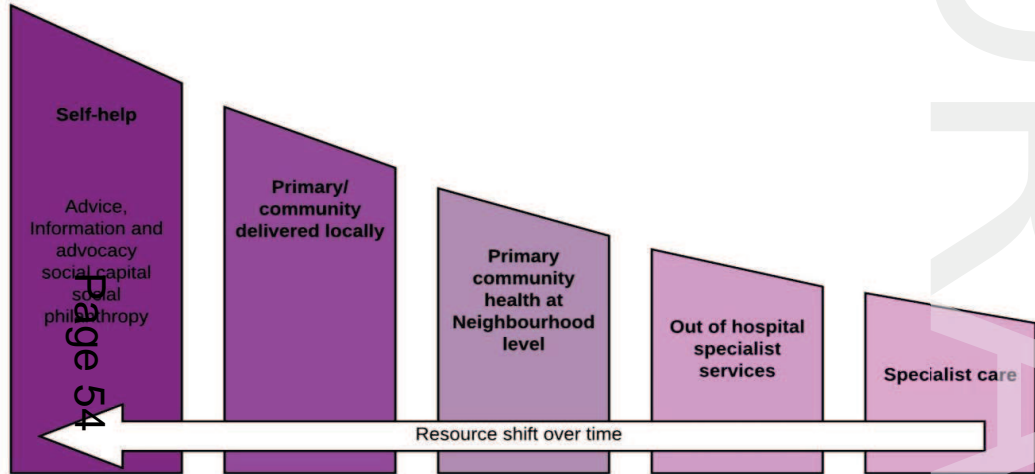 Self-help
Advice,
Information and
advocacy
social capital
social
philanthropy
Primary/
community
delivered locally
Primary
community
health at
Neighbourhood
level
Out of hospital
specialist
services
Specialist care
Resource shift over time
Page 54